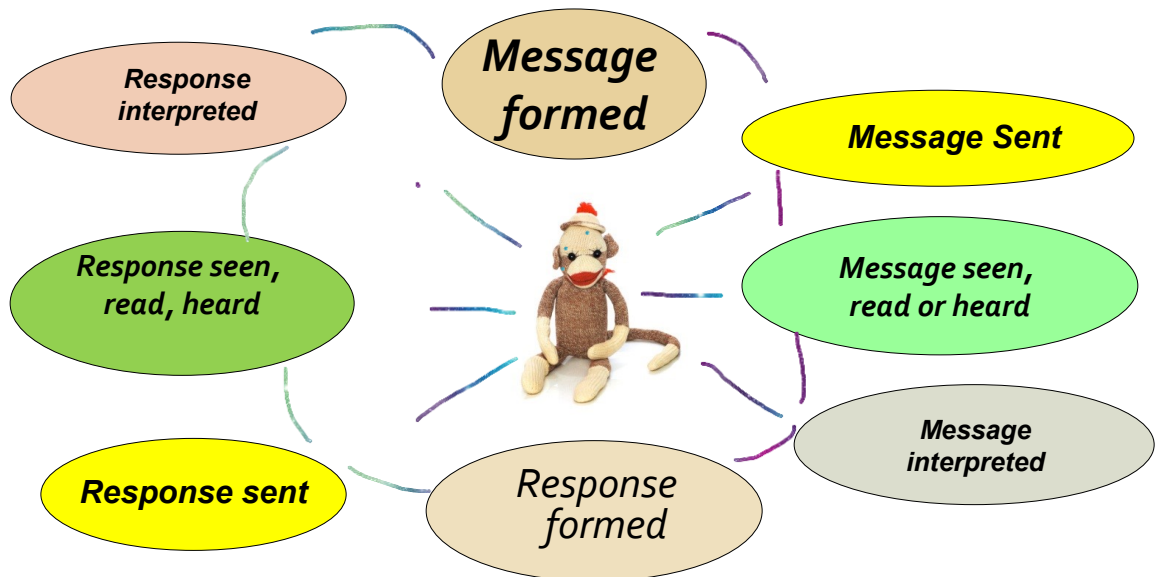 Message
formed
Message Sent
Message seen,
read or heard
Message
interpreted
Response
formed
Response sent
Response seen,
read, heard
Response
interpreted